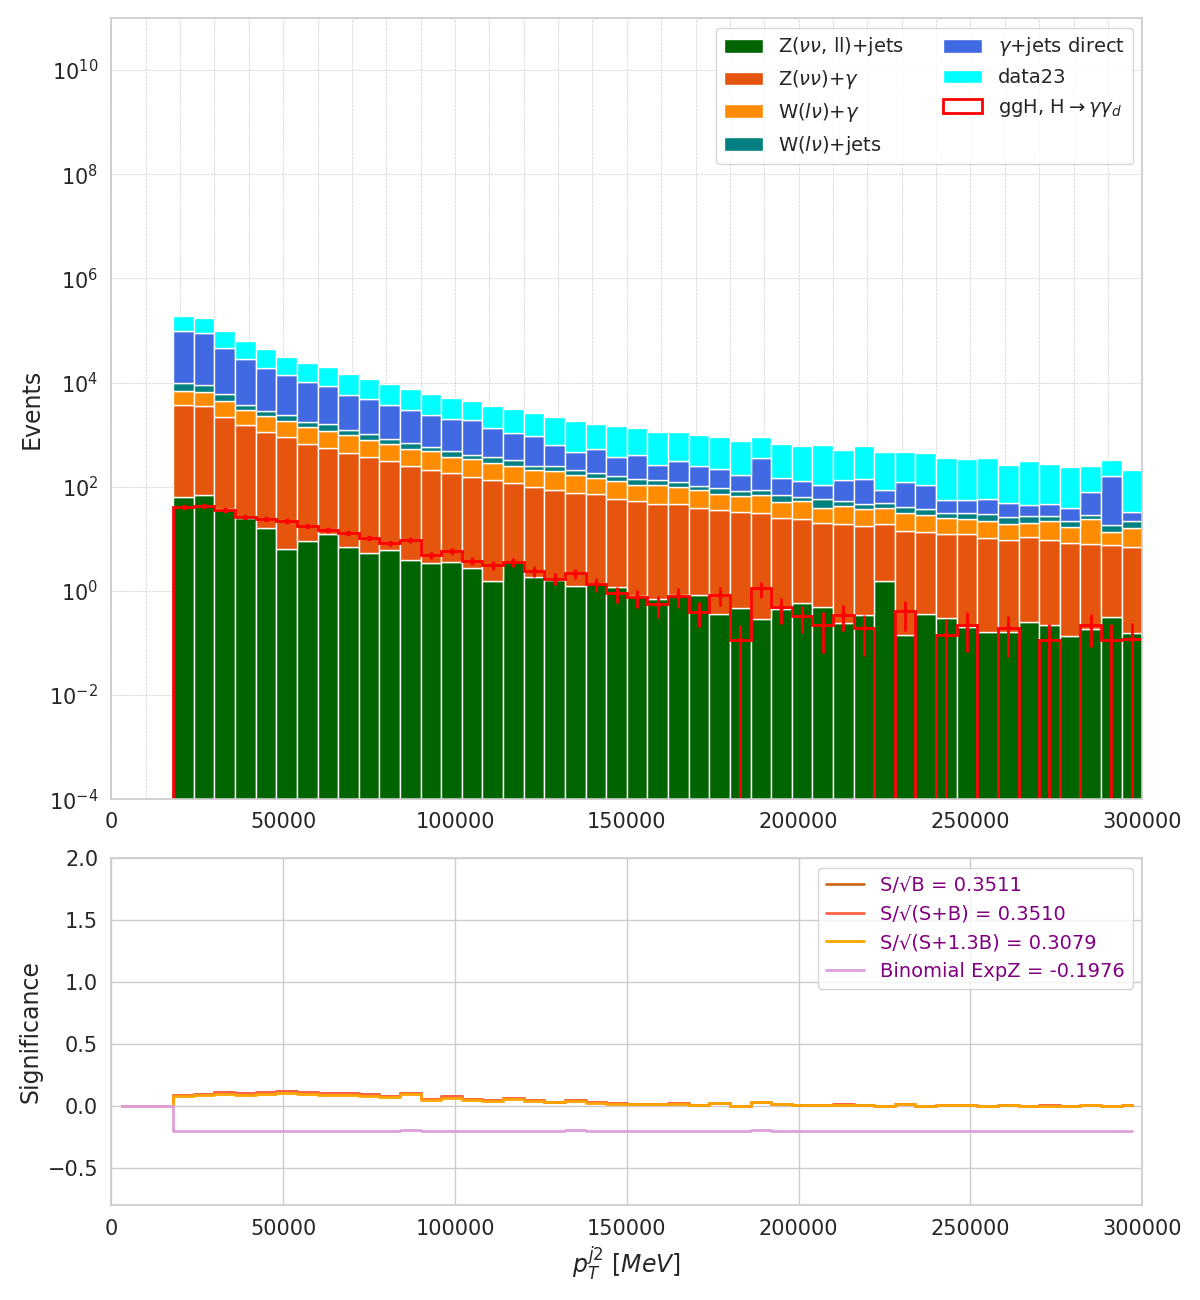 Z(νν, ll)+jets
Z(νν)+γ
W(lν)+γ
W(lν)+jets
γ+jets direct
data23
ggH, H→γγ_d
Events
10^10
10^8
10^6
10^4
10^2
10^0
10^−2
10^−4
0 50000 100000 150000 200000 250000 300000
S/√B = 0.3511
S/√(S+B) = 0.3510
S/√(S+1.3B) = 0.3079
Binomial ExpZ = -0.1976
Significance
2.0
1.5
1.0
0.5
0.0
−0.5
0 50000 100000 150000 200000 250000 300000
p_T^{j2} [MeV]